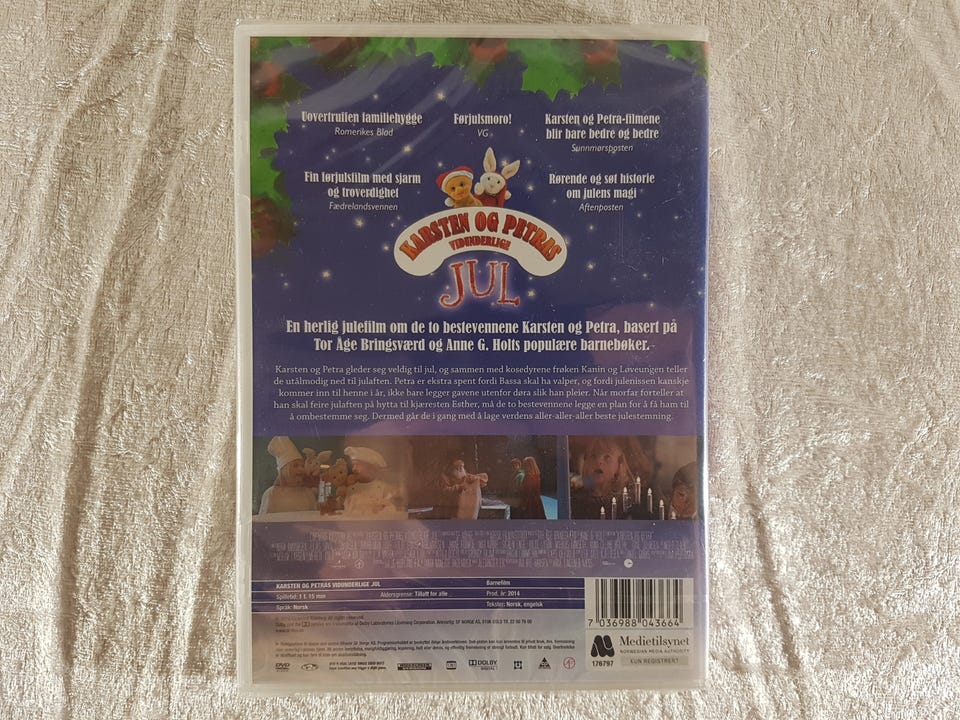 Uovertruffen familiehygge
Romerikes Blad
Førjulsmoro!
VG
Karsten og Petra-filmene
blir bare bedre og bedre
Sunnmørsposten
Fin førjulsfilm med sjarm
og troverdighet
Fædrelandsvennen
Rørende og søt historie
om julens magi
Aftenposten
KARSTEN OG PETRAS
VIDUNDERLIGE
JUL
En herlig julefilm om de to bestevennene Karsten og Petra, basert på
Tor Åge Bringsværd og Anne G. Holts populære barnebøker.
Karsten og Petra gleder seg veldig til jul, og sammen med kosedyrene frøken Kanin og Løveungen teller
de utålmodig ned til julaften. Petra er ekstra spent fordi Bassa skal ha valper, og fordi julenissen kanskje
kommer inn til henne i år, ikke bare legger gavene utenfor døra slik han pleier. Når morfar forteller at
han skal feire julaften på hytta til kjæresten Esther, må de to bestevennene legge en plan for å få ham til
å ombestemme seg. Dermed går de i gang med å lage verdens aller-aller-aller beste julestemning.
KARSTEN OG PETRAS VIDUNDERLIGE JUL
Barnefilm
Spilletid: 1 t. 15 min
Aldersgrense: Tillatt for alle
Prod. år: 2014
Språk: Norsk
Tekster: Norsk, engelsk
7 036988 043664
Medietilsynet
NORWEGIAN MEDIA AUTHORITY
176797
KUN REGISTRERT
DVD
DOLBY
DIGITAL